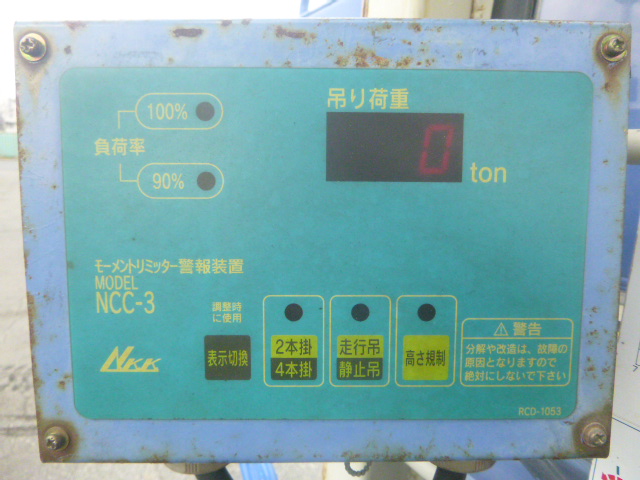 吊り荷重
100%
負荷率
90%
0
ton
モーメントリミッター警報装置
MODEL
NCC-3
NKK
調整時
に使用
表示切換
2本掛
4本掛
走行吊
静止吊
高さ規制
警告
分解や改造は、故障の
原因となりますので
絶対にしないで下さい
RCD-1053